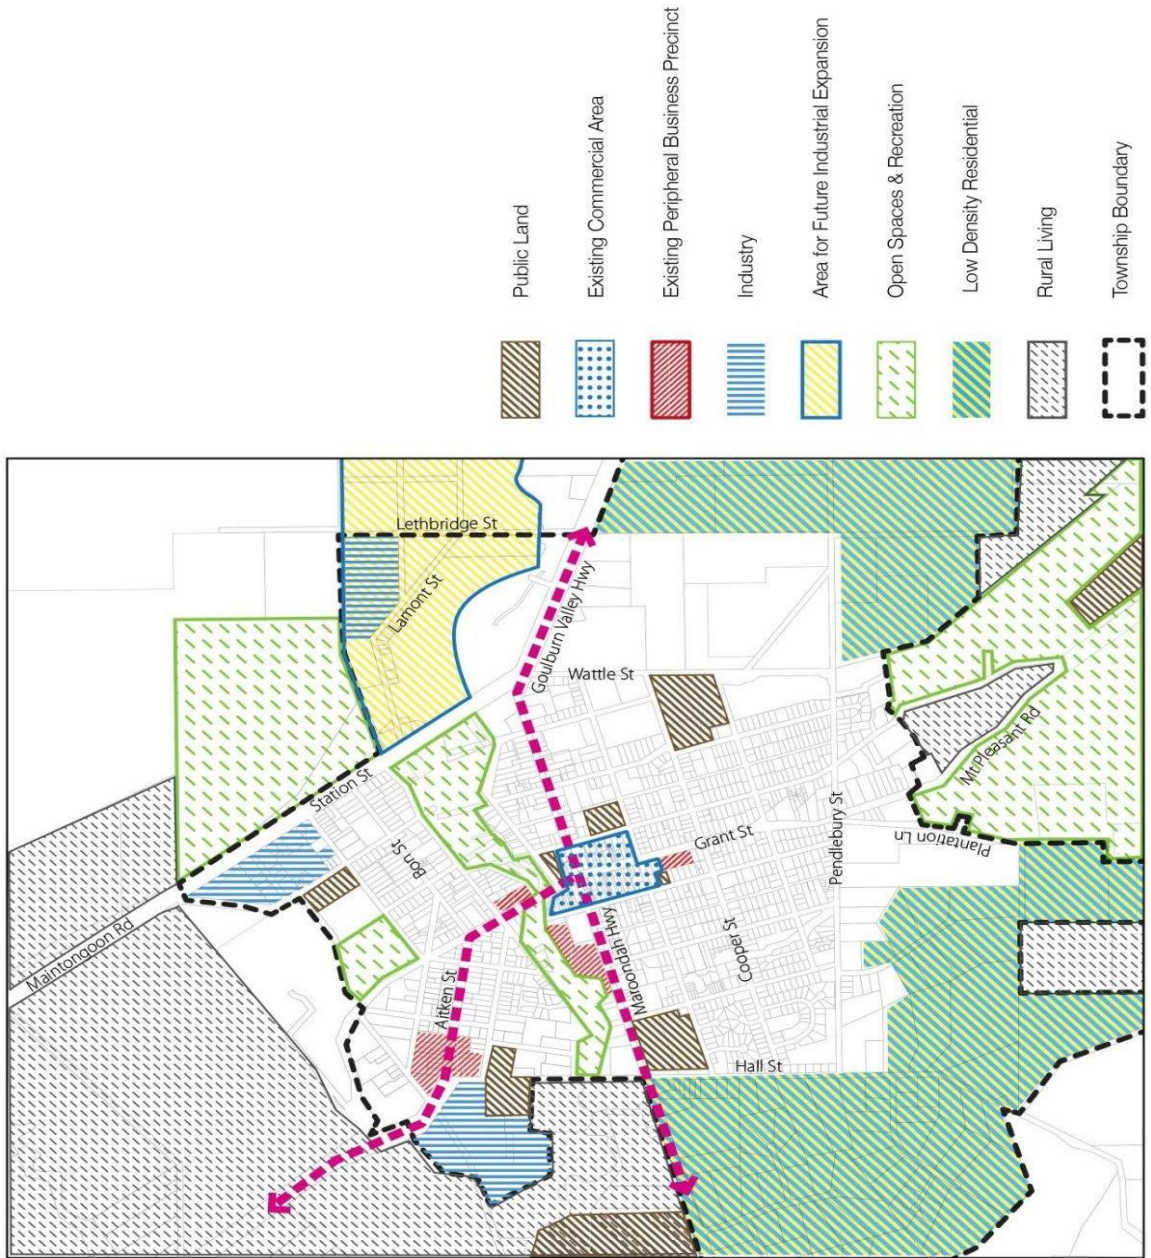 Public Land
Existing Commercial Area
Existing Peripheral Business Precinct
Industry
Area for Future Industrial Expansion
Open Spaces & Recreation
Low Density Residential
Rural Living
Township Boundary
Lethbridge St
Lamont St
Goulburn Valley Hwy
Wattle St
Mt Pleasant Rd
Station St
Bon St
Grant St
Pendlebury St
Plantation Ln
Maintongoon Rd
Aitken St
Maroondah Hwy
Cooper St
Hall St